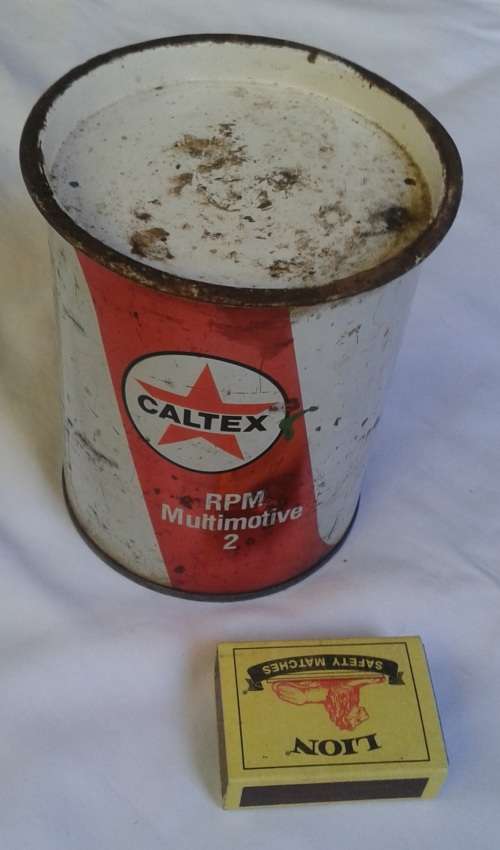 CALTEX
RPM
Multimotive
2
LION
SAFETY MATCHES